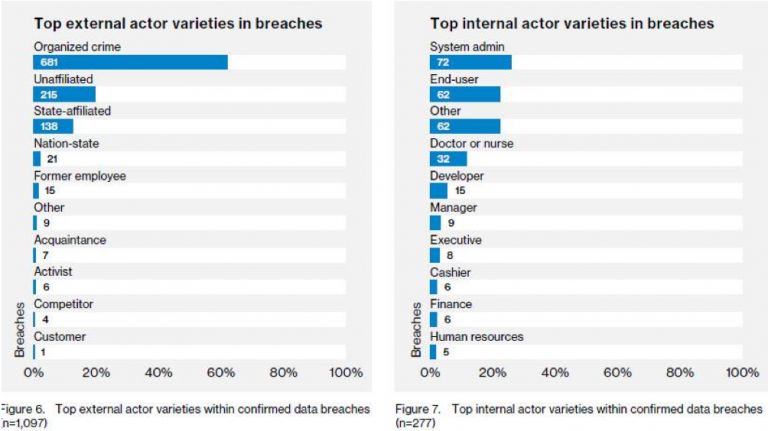 Top external actor varieties in breaches
Organized crime
681
Unaffiliated
215
State-affiliated
138
Nation-state
21
Former employee
15
Other
9
Acquaintance
7
Activist
6
Competitor
4
Customer
1
Breaches
0% 20% 40% 60% 80% 100%
Figure 6. Top external actor varieties within confirmed data breaches
(n=1,097)
Top internal actor varieties in breaches
System admin
72
End-user
62
Other
62
Doctor or nurse
32
Developer
15
Manager
9
Executive
8
Cashier
6
Finance
6
Human resources
5
Breaches
0% 20% 40% 60% 80% 100%
Figure 7. Top internal actor varieties within confirmed data breaches
(n=277)